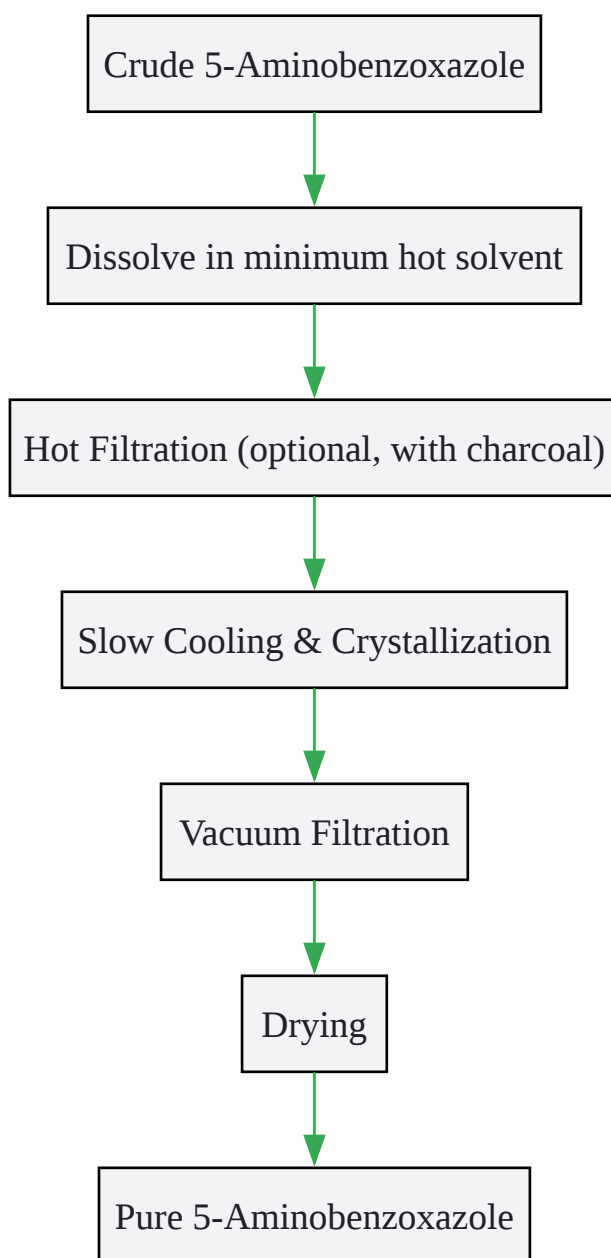 Crude 5-Aminobenzoxazole
Dissolve in minimum hot solvent
Hot Filtration (optional, with charcoal)
Slow Cooling & Crystallization
Vacuum Filtration
Drying
Pure 5-Aminobenzoxazole